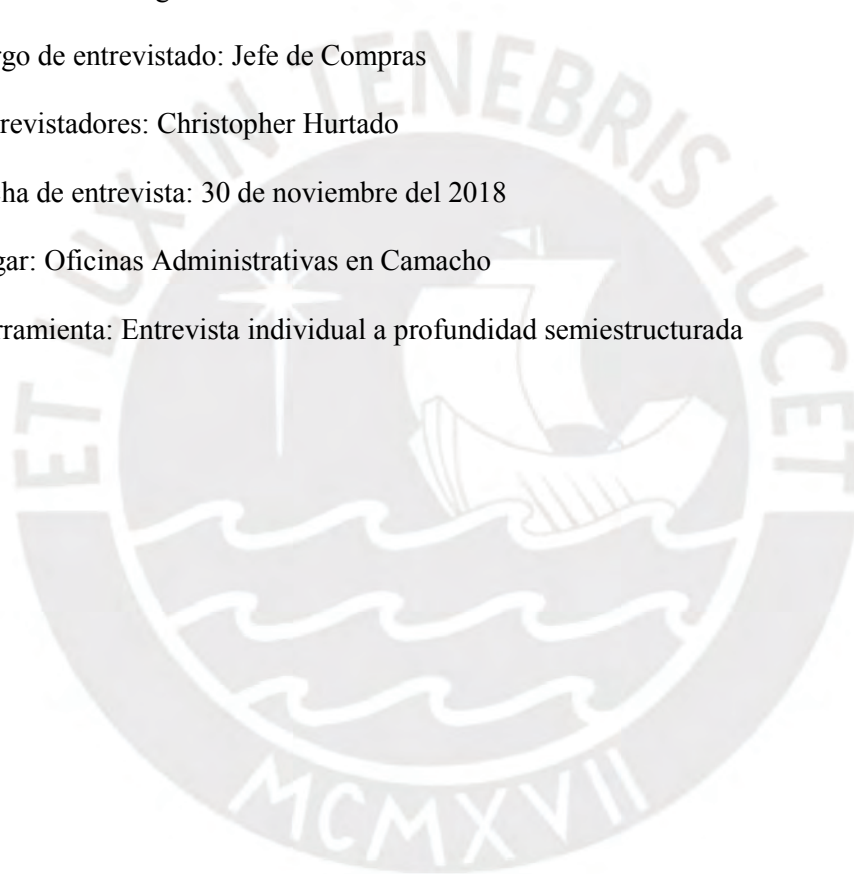 rgo de entrevistado: Jefe de Compras
revistadores: Christopher Hurtado
ha de entrevista: 30 de noviembre del 2018
gar: Oficinas Administrativas en Camacho
rramienta: Entrevista individual a profundidad semiestructurada
ET LUX IN TENEBRIS LUCET
MCMXVII